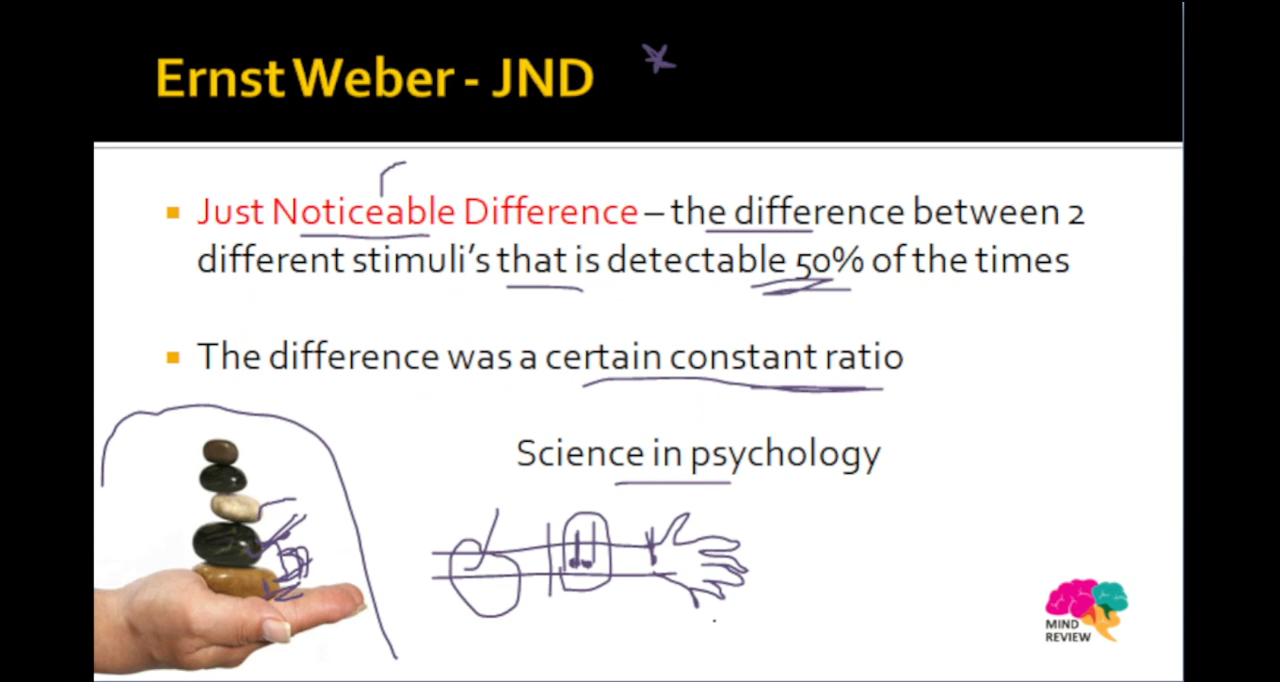 Ernst Weber - JND
Just Noticeable Difference – the difference between 2
different stimuli's that is detectable 50% of the times
The difference was a certain constant ratio
Science in psychology
MIND
REVIEW